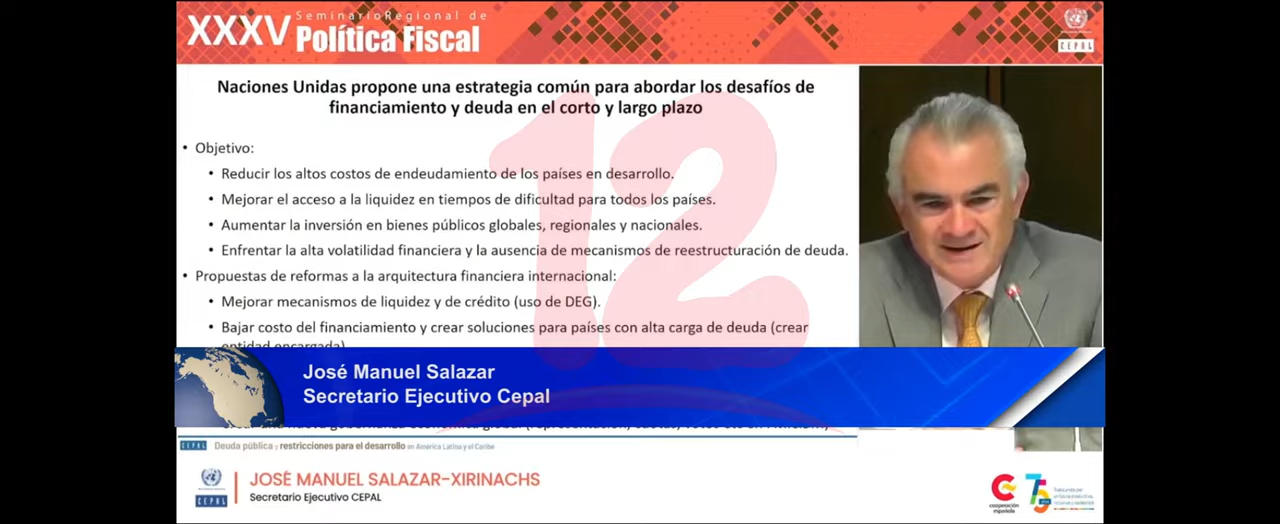 XXXV
Seminario Regional de
Política Fiscal
CEPAL
Naciones Unidas propone una estrategia común para abordar los desafíos de
financiamiento y deuda en el corto y largo plazo
• Objetivo:
• Reducir los altos costos de endeudamiento de los países en desarrollo.
• Mejorar el acceso a la liquidez en tiempos de dificultad para todos los países.
• Aumentar la inversión en bienes públicos globales, regionales y nacionales.
• Enfrentar la alta volatilidad financiera y la ausencia de mecanismos de reestructuración de deuda.
• Propuestas de reformas a la arquitectura financiera internacional:
• Mejorar mecanismos de liquidez y de crédito (uso de DEG).
• Bajar costo del financiamiento y crear soluciones para países con alta carga de deuda (crear
entidad encargada)
12
José Manuel Salazar
Secretario Ejecutivo Cepal
CEPAL
Deuda pública y restricciones para el desarrollo en América Latina y el Caribe
CEPAL
JOSÉ MANUEL SALAZAR-XIRINACHS
Secretario Ejecutivo CEPAL
cooperación
española
75